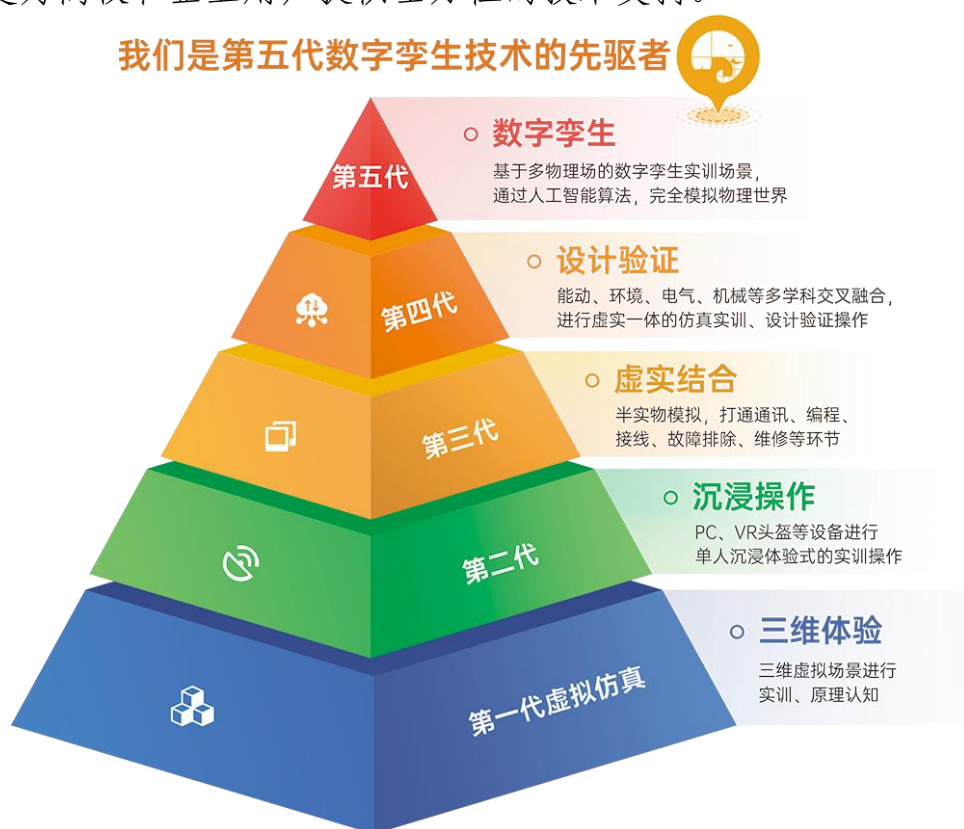 我们是第五代数字孪生技术的先驱者
第五代
数字孪生
基于多物理场的数字孪生实训场景，
通过人工智能算法，完全模拟物理世界
第四代
设计验证
能动、环境、电气、机械等多学科交叉融合，
进行虚实一体的仿真实训、设计验证操作
第三代
虚实结合
半实物模拟，打通通讯、编程、
接线、故障排除、维修等环节
第二代
沉浸操作
PC、VR头盔等设备进行
单人沉浸体验式的实训操作
第一代虚拟仿真
三维体验
三维虚拟场景进行
实训、原理认知